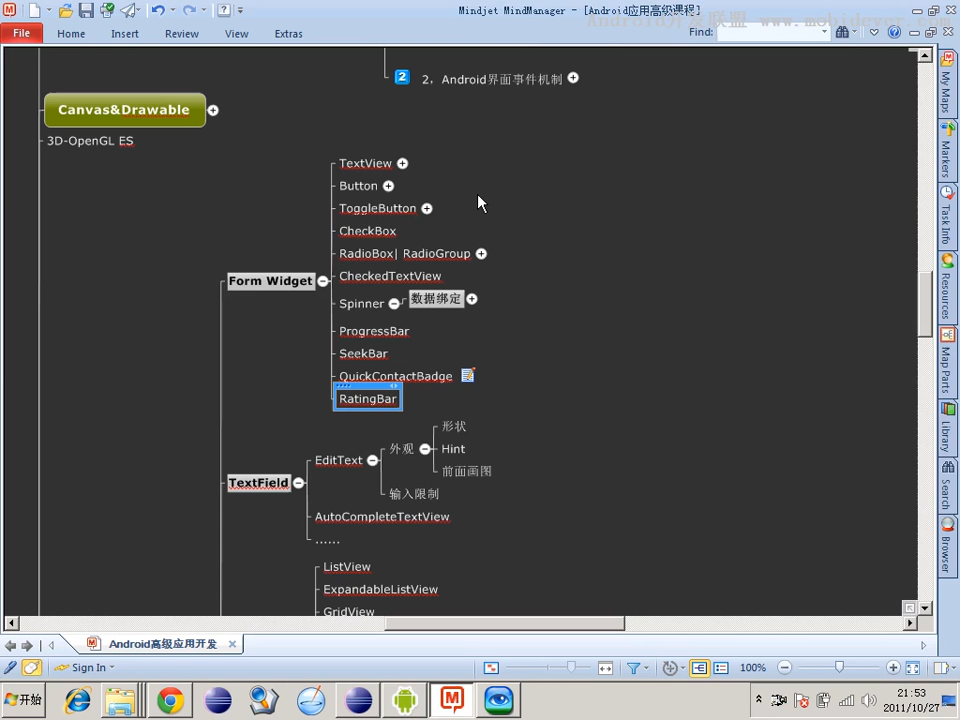 Mindjet MindManager - [Android应用高级课程]
www.mobidever.com
File Home Insert Review View Extras Find:
2, Android界面事件机制
Canvas&Drawable
3D-OpenGL ES
TextView
Button
ToggleButton
CheckBox
RadioBox| RadioGroup
Form Widget
CheckedTextView
Spinner
数据绑定
ProgressBar
SeekBar
QuickContactBadge
RatingBar
TextField
EditText
外观
形状
Hint
前面画图
输入限制
AutoCompleteTextView
......
ListView
ExpandableListView
GridView
My Maps
Markers
Task Info
Resources
Map Parts
Library
Search
Browser
Android高级应用开发
Sign In
100%
开始
21:53
2011/10/27